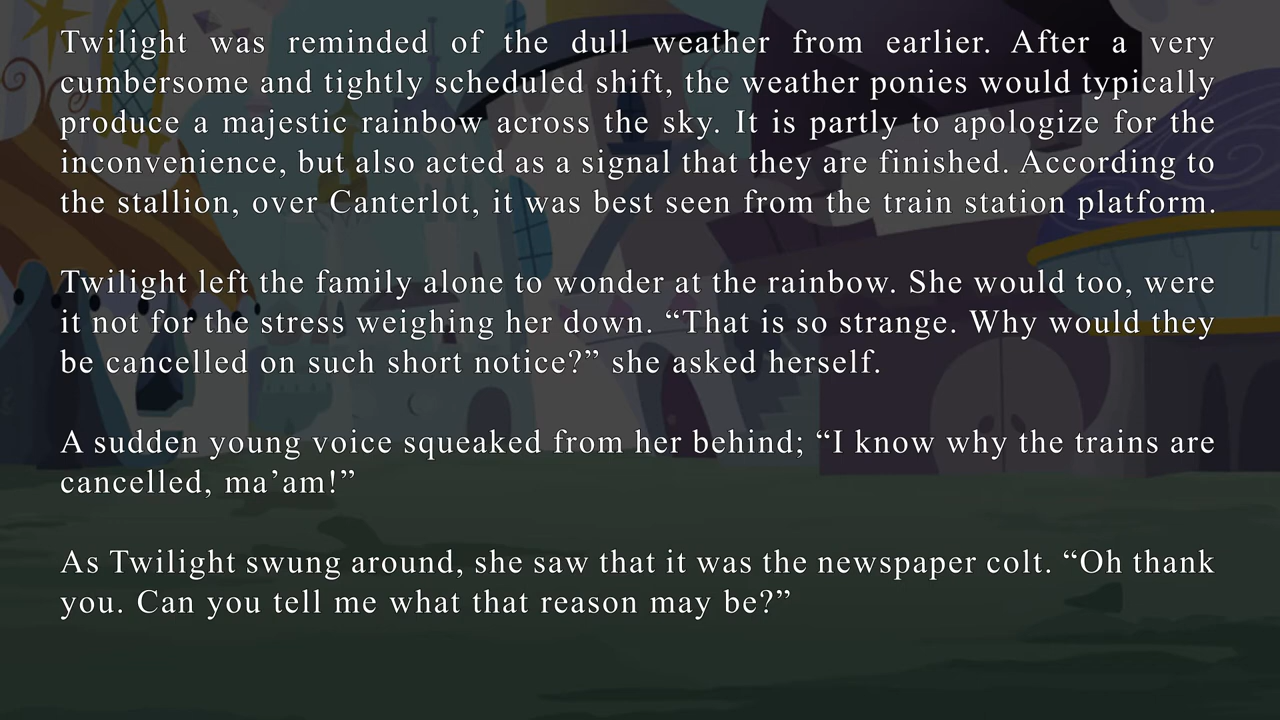 Twilight was reminded of the dull weather from earlier. After a very
cumbersome and tightly scheduled shift, the weather ponies would typically
produce a majestic rainbow across the sky. It is partly to apologize for the
inconvenience, but also acted as a signal that they are finished. According to
the stallion, over Canterlot, it was best seen from the train station platform.
Twilight left the family alone to wonder at the rainbow. She would too, were
it not for the stress weighing her down. “That is so strange. Why would they
be cancelled on such short notice?” she asked herself.
A sudden young voice squeaked from her behind; “I know why the trains are
cancelled, ma’am!”
As Twilight swung around, she saw that it was the newspaper colt. “Oh thank
you. Can you tell me what that reason may be?”